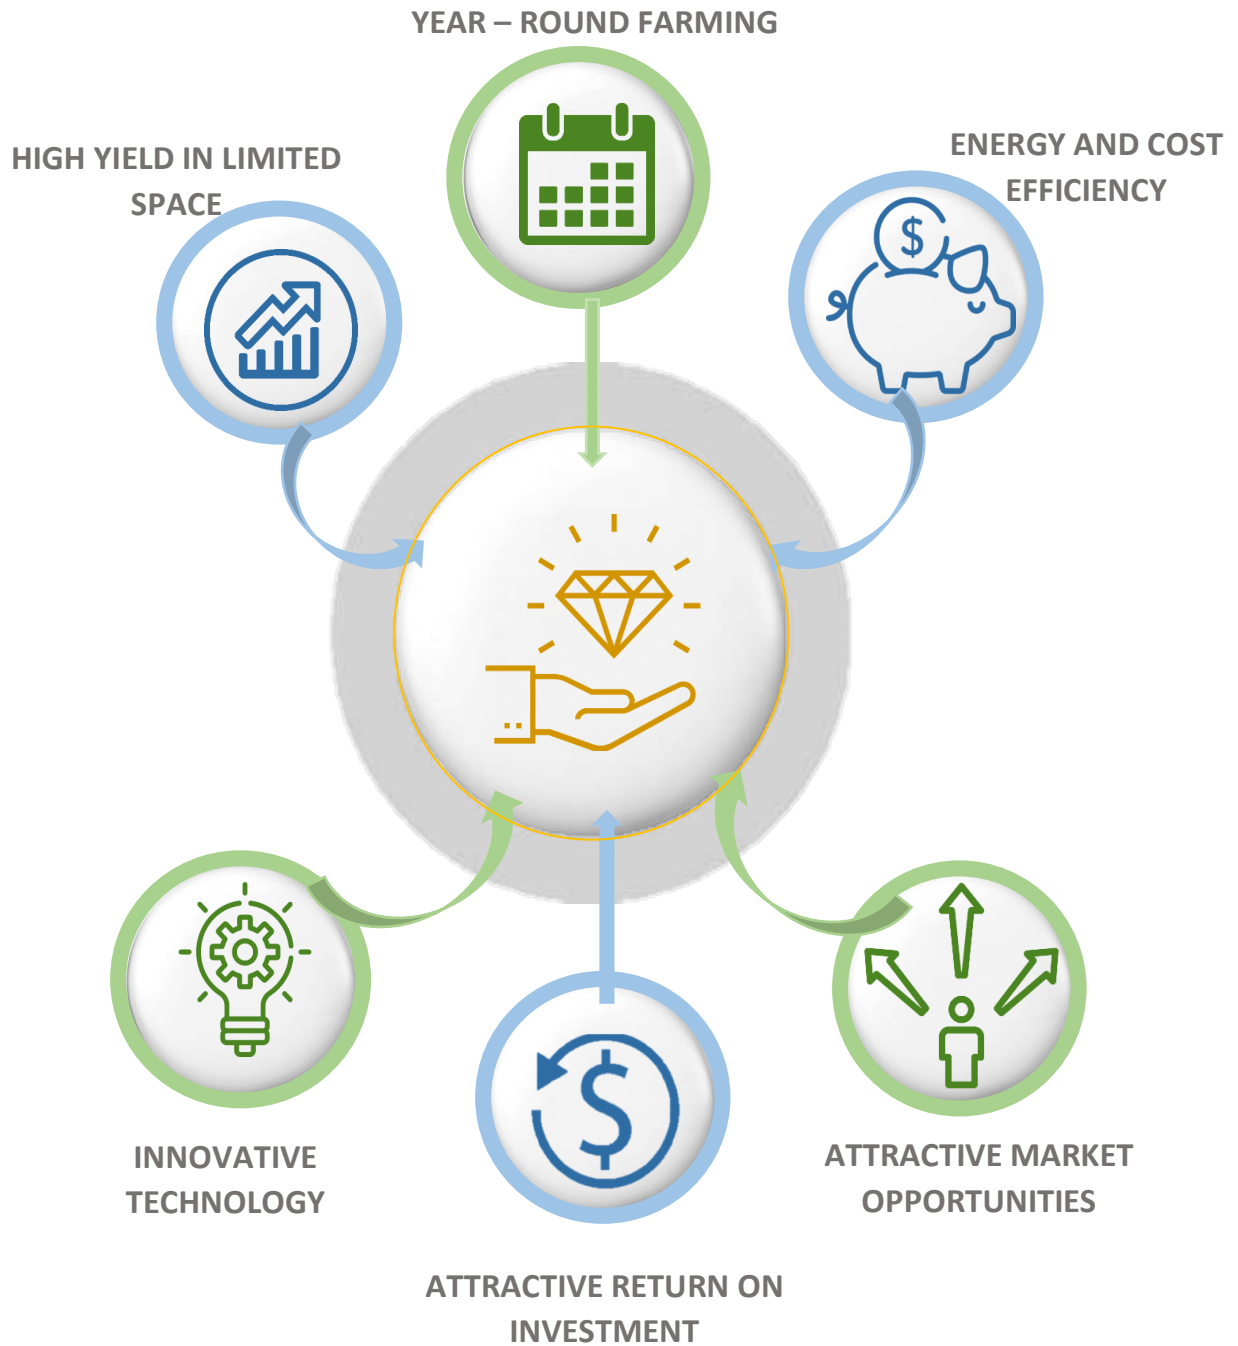 YEAR – ROUND FARMING
HIGH YIELD IN LIMITED
SPACE
ENERGY AND COST
EFFICIENCY
$
INNOVATIVE
TECHNOLOGY
$
ATTRACTIVE MARKET
OPPORTUNITIES
ATTRACTIVE RETURN ON
INVESTMENT